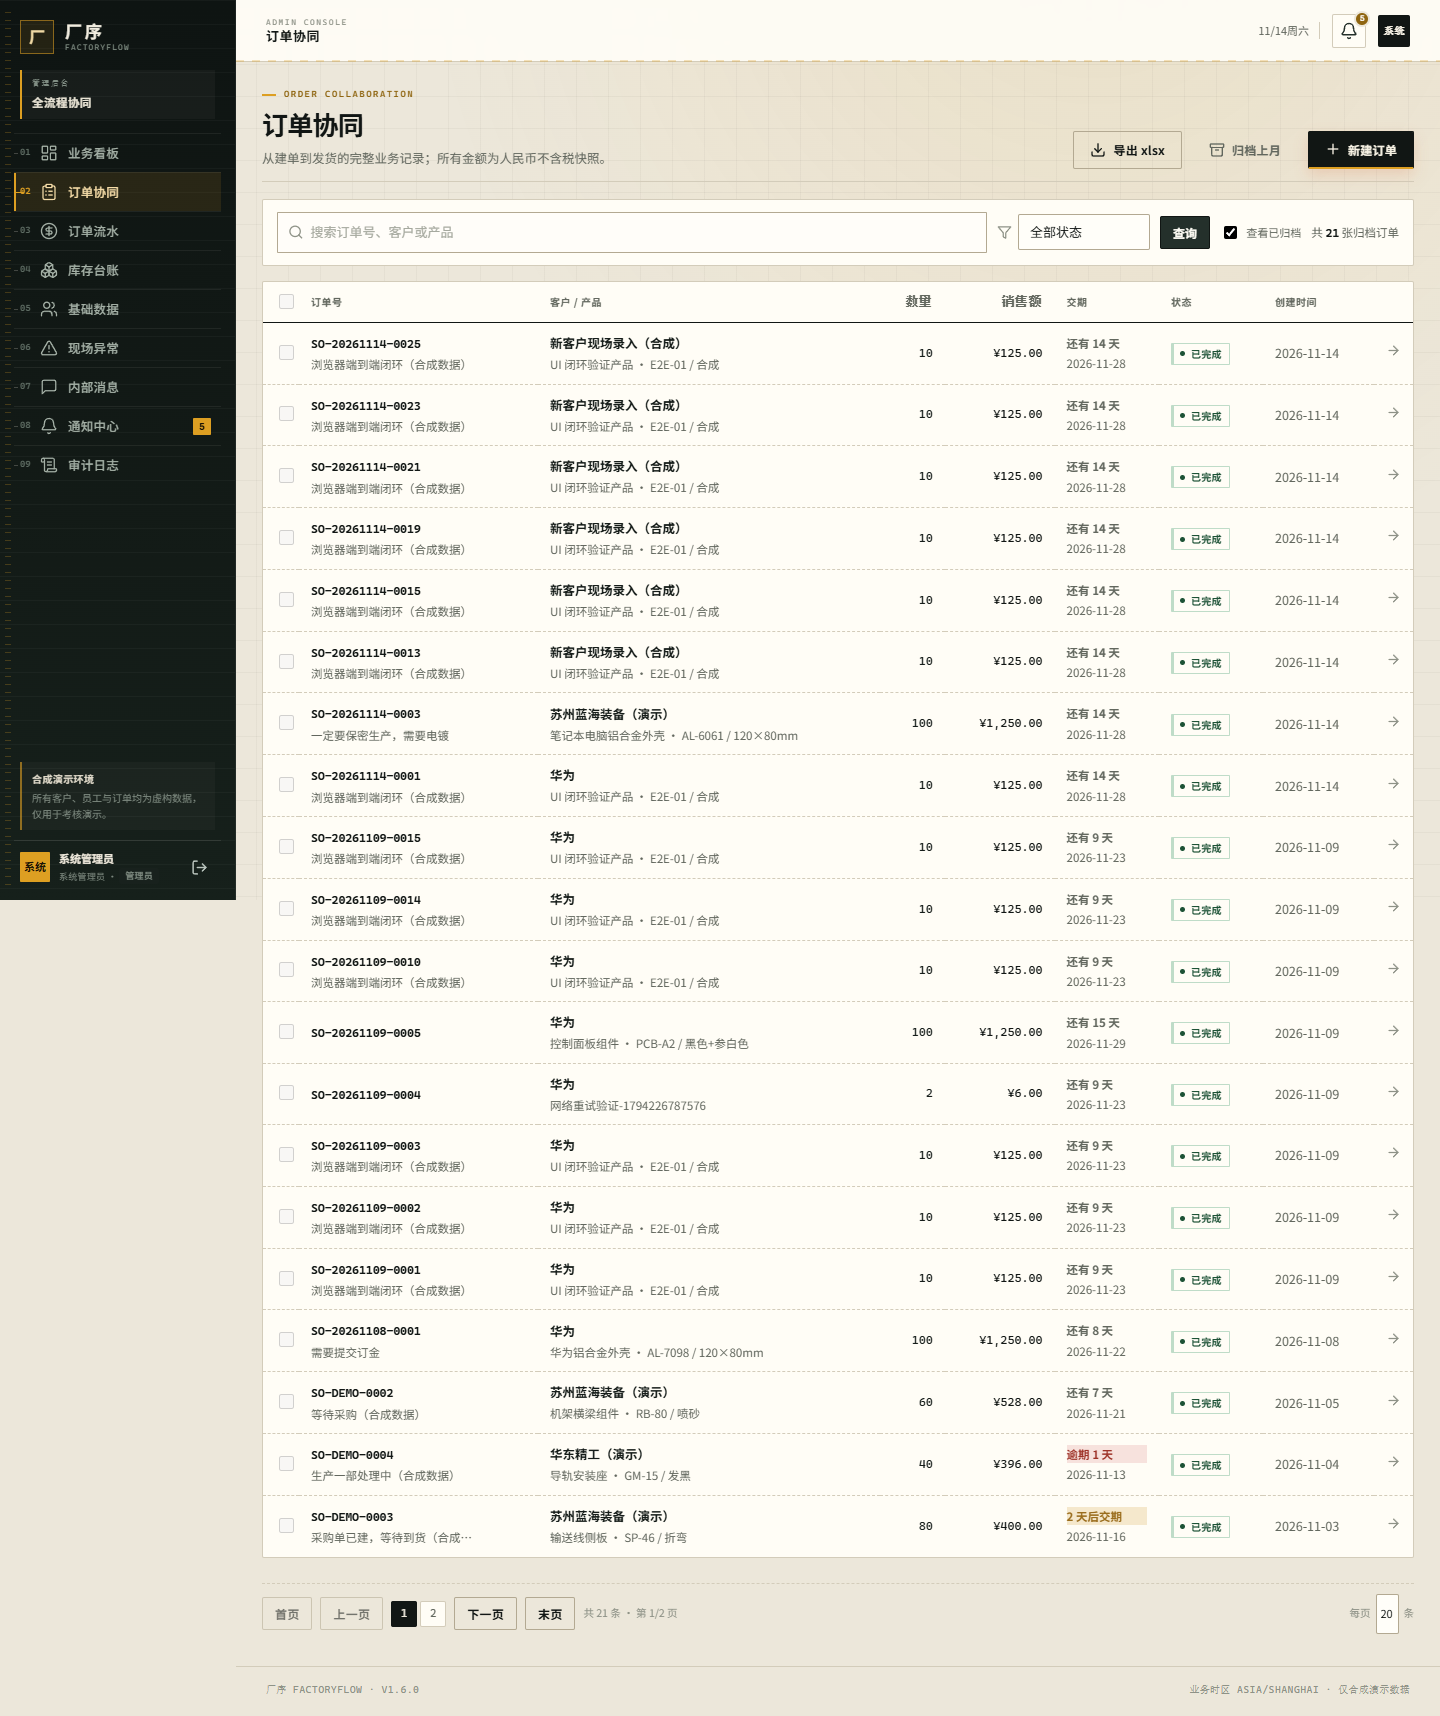 厂
厂序
FACTORYFLOW
管理后台
全流程协同
01 业务看板
02 订单协同
03 订单流水
04 库存台账
05 基础数据
06 现场异常
07 内部消息
08 通知中心 5
09 审计日志
合成演示环境
所有客户、员工与订单均为虚构数据，
仅用于考核演示。
系统
系统管理员
系统管理员 · 管理员
ADMIN CONSOLE
订单协同
11/14周六
5
系统
ORDER COLLABORATION
订单协同
从建单到发货的完整业务记录；所有金额为人民币不含税快照。
导出 xlsx
归档上月
新建订单
搜索订单号、客户或产品
全部状态
查询
查看已归档
共 21 张归档订单
订单号 客户 / 产品 数量 销售额 交期 状态 创建时间
SO-20261114-0025 新客户现场录入（合成） 10 ¥125.00 还有 14 天 已完成 2026-11-14
浏览器端到端闭环（合成数据） UI 闭环验证产品 · E2E-01 / 合成 2026-11-28
SO-20261114-0023 新客户现场录入（合成） 10 ¥125.00 还有 14 天 已完成 2026-11-14
浏览器端到端闭环（合成数据） UI 闭环验证产品 · E2E-01 / 合成 2026-11-28
SO-20261114-0021 新客户现场录入（合成） 10 ¥125.00 还有 14 天 已完成 2026-11-14
浏览器端到端闭环（合成数据） UI 闭环验证产品 · E2E-01 / 合成 2026-11-28
SO-20261114-0019 新客户现场录入（合成） 10 ¥125.00 还有 14 天 已完成 2026-11-14
浏览器端到端闭环（合成数据） UI 闭环验证产品 · E2E-01 / 合成 2026-11-28
SO-20261114-0015 新客户现场录入（合成） 10 ¥125.00 还有 14 天 已完成 2026-11-14
浏览器端到端闭环（合成数据） UI 闭环验证产品 · E2E-01 / 合成 2026-11-28
SO-20261114-0013 新客户现场录入（合成） 10 ¥125.00 还有 14 天 已完成 2026-11-14
浏览器端到端闭环（合成数据） UI 闭环验证产品 · E2E-01 / 合成 2026-11-28
SO-20261114-0003 苏州蓝海装备（演示） 100 ¥1,250.00 还有 14 天 已完成 2026-11-14
一定要保密生产，需要电镀 笔记本电脑铝合金外壳 · AL-6061 / 120×80mm 2026-11-28
SO-20261114-0001 华为 10 ¥125.00 还有 14 天 已完成 2026-11-14
浏览器端到端闭环（合成数据） UI 闭环验证产品 · E2E-01 / 合成 2026-11-28
SO-20261109-0015 华为 10 ¥125.00 还有 9 天 已完成 2026-11-09
浏览器端到端闭环（合成数据） UI 闭环验证产品 · E2E-01 / 合成 2026-11-23
SO-20261109-0014 华为 10 ¥125.00 还有 9 天 已完成 2026-11-09
浏览器端到端闭环（合成数据） UI 闭环验证产品 · E2E-01 / 合成 2026-11-23
SO-20261109-0010 华为 10 ¥125.00 还有 9 天 已完成 2026-11-09
浏览器端到端闭环（合成数据） UI 闭环验证产品 · E2E-01 / 合成 2026-11-23
SO-20261109-0005 华为 100 ¥1,250.00 还有 15 天 已完成 2026-11-09
控制面板组件 · PCB-A2 / 黑色+参白色 2026-11-29
SO-20261109-0004 华为 2 ¥6.00 还有 9 天 已完成 2026-11-09
网络重试验证-1794226787576 2026-11-23
SO-20261109-0003 华为 10 ¥125.00 还有 9 天 已完成 2026-11-09
浏览器端到端闭环（合成数据） UI 闭环验证产品 · E2E-01 / 合成 2026-11-23
SO-20261109-0002 华为 10 ¥125.00 还有 9 天 已完成 2026-11-09
浏览器端到端闭环（合成数据） UI 闭环验证产品 · E2E-01 / 合成 2026-11-23
SO-20261109-0001 华为 10 ¥125.00 还有 9 天 已完成 2026-11-09
浏览器端到端闭环（合成数据） UI 闭环验证产品 · E2E-01 / 合成 2026-11-23
SO-20261108-0001 华为 100 ¥1,250.00 还有 8 天 已完成 2026-11-08
需要提交订金 华为铝合金外壳 · AL-7098 / 120×80mm 2026-11-22
SO-DEMO-0002 苏州蓝海装备（演示） 60 ¥528.00 还有 7 天 已完成 2026-11-05
等待采购（合成数据） 机架横梁组件 · RB-80 / 喷砂 2026-11-21
SO-DEMO-0004 华东精工（演示） 40 ¥396.00 逾期 1 天 已完成 2026-11-04
生产一部处理中（合成数据） 导轨安装座 · GM-15 / 发黑 2026-11-13
SO-DEMO-0003 苏州蓝海装备（演示） 80 ¥400.00 2 天后交期 已完成 2026-11-03
采购单已建，等待到货（合成… 输送线侧板 · SP-46 / 折弯 2026-11-16
首页 上一页 1 2 下一页 末页 共 21 条 · 第 1/2 页 每页 20 条
厂序 FACTORYFLOW · V1.6.0 业务时区 ASIA/SHANGHAI · 仅合成演示数据